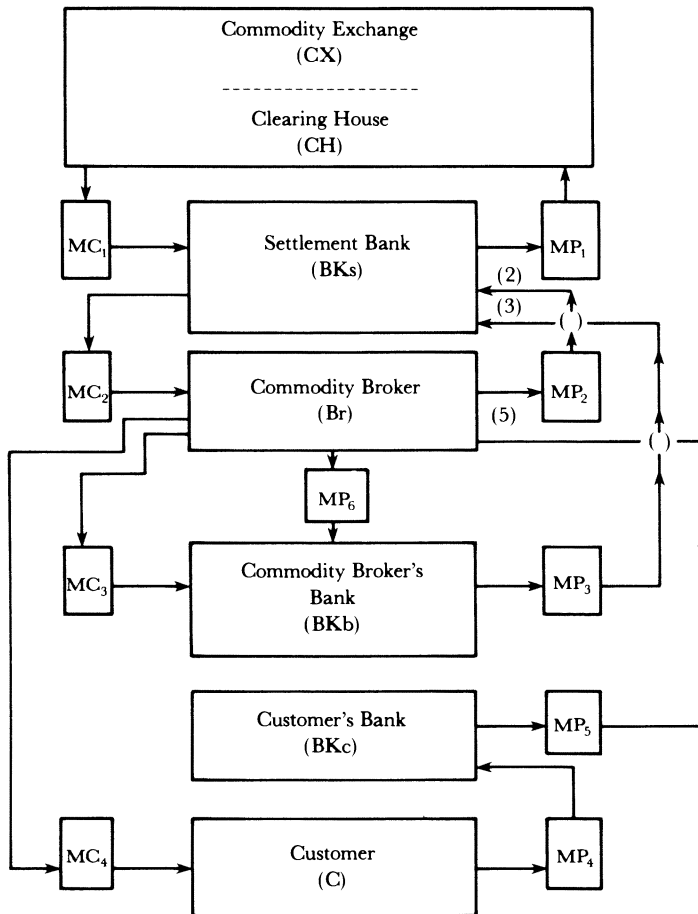 Commodity Exchange
(CX)
Clearing House
(CH)
MC₁
Settlement Bank
(BKs)
MP₁
(2)
(3)
( )
MC₂
Commodity Broker
(Br)
MP₂
(5)
( )
MP₆
MC₃
Commodity Broker's
Bank
(BKb)
MP₃
Customer's Bank
(BKc)
MP₅
MC₄
Customer
(C)
MP₄